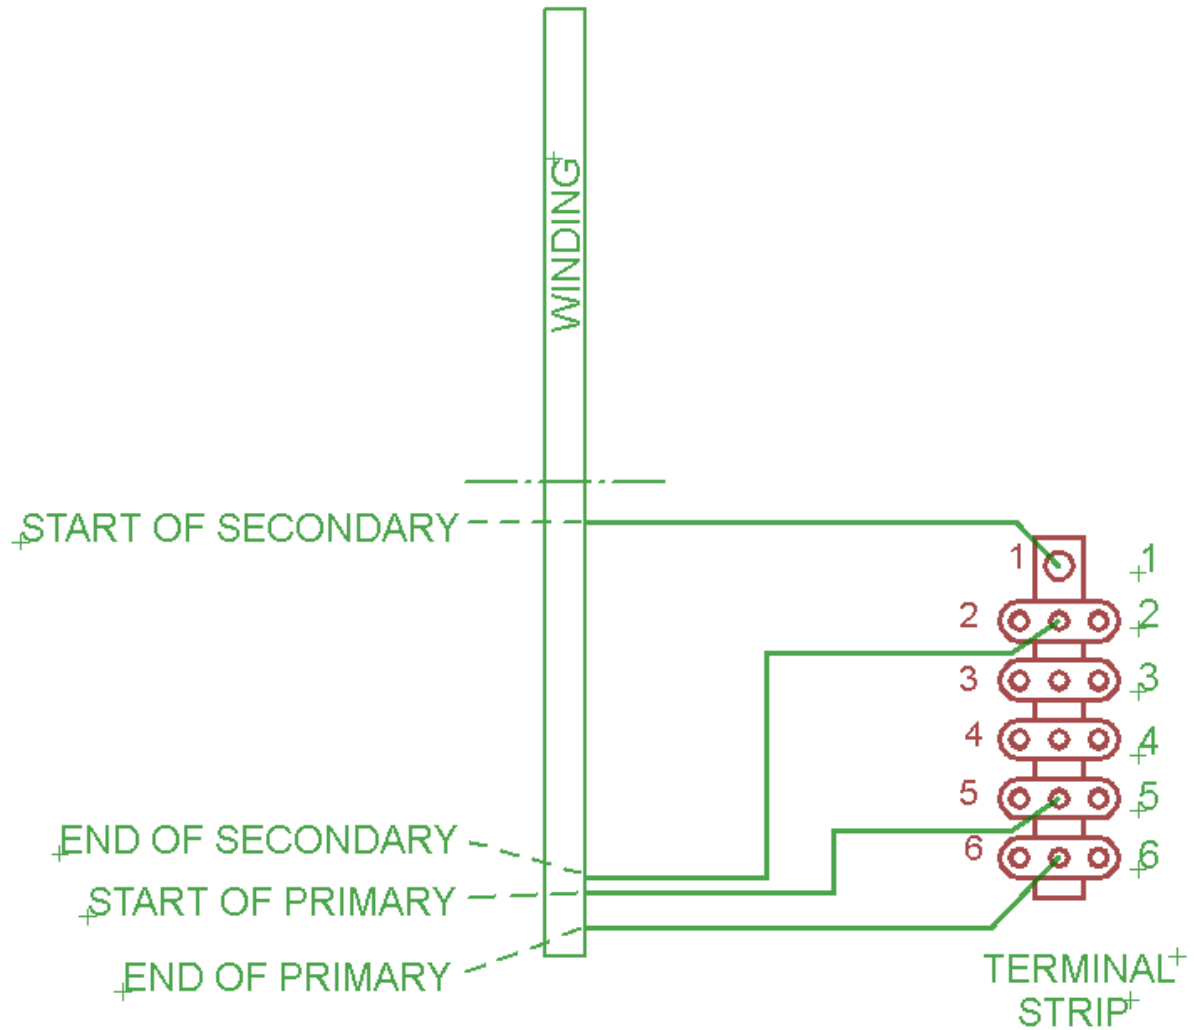 WINDING
START OF SECONDARY
1 1
2 2
3 3
4 4
5 5
END OF SECONDARY
6 6
START OF PRIMARY
END OF PRIMARY
TERMINAL
STRIP